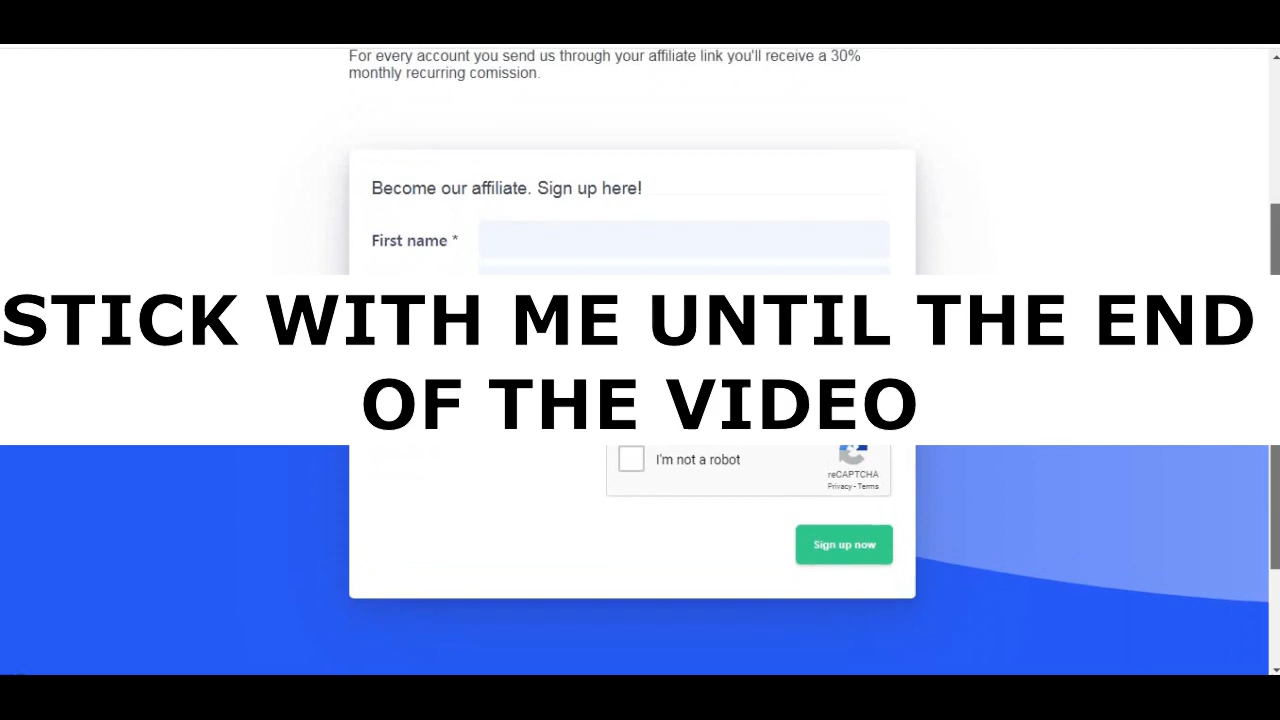 For every account you send us through your affiliate link you'll receive a 30%
monthly recurring comission.
Become our affiliate. Sign up here!
First name *
STICK WITH ME UNTIL THE END
OF THE VIDEO
I'm not a robot
reCAPTCHA
Privacy - Terms
Sign up now